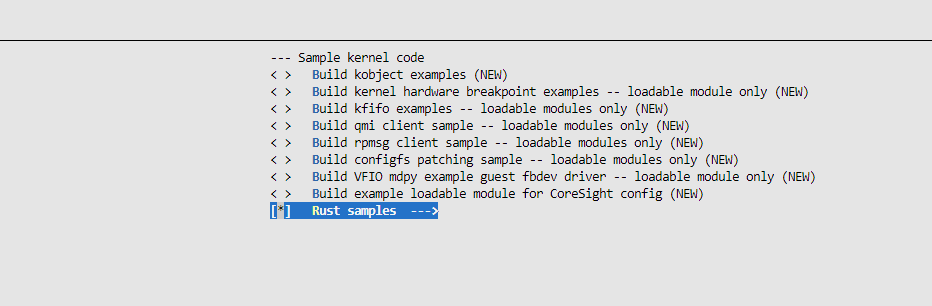 --- Sample kernel code
< >   Build kobject examples (NEW)
< >   Build kernel hardware breakpoint examples -- loadable module only (NEW)
< >   Build kfifo examples -- loadable modules only (NEW)
< >   Build qmi client sample -- loadable modules only (NEW)
< >   Build rpmsg client sample -- loadable modules only (NEW)
< >   Build configfs patching sample -- loadable modules only (NEW)
< >   Build VFIO mdpy example guest fbdev driver -- loadable module only (NEW)
< >   Build example loadable module for CoreSight config (NEW)
[*]   Rust samples  --->